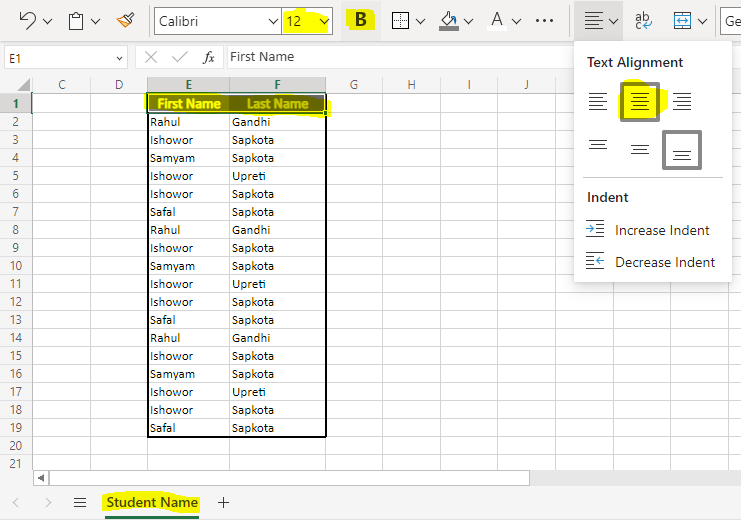 Calibri 12 B A ab c Ge
E1 fx First Name
Text Alignment
C D E F G H I J
1 First Name Last Name
2 Rahul Gandhi
3 Ishowor Sapkota
4 Samyam Sapkota
5 Ishowor Upreti
6 Ishowor Sapkota
7 Safal Sapkota
8 Rahul Gandhi
9 Ishowor Sapkota
10 Samyam Sapkota
11 Ishowor Upreti
12 Ishowor Sapkota
13 Safal Sapkota
14 Rahul Gandhi
15 Ishowor Sapkota
16 Samyam Sapkota
17 Ishowor Upreti
18 Ishowor Sapkota
19 Safal Sapkota
20
21
Indent
Increase Indent
Decrease Indent
Student Name